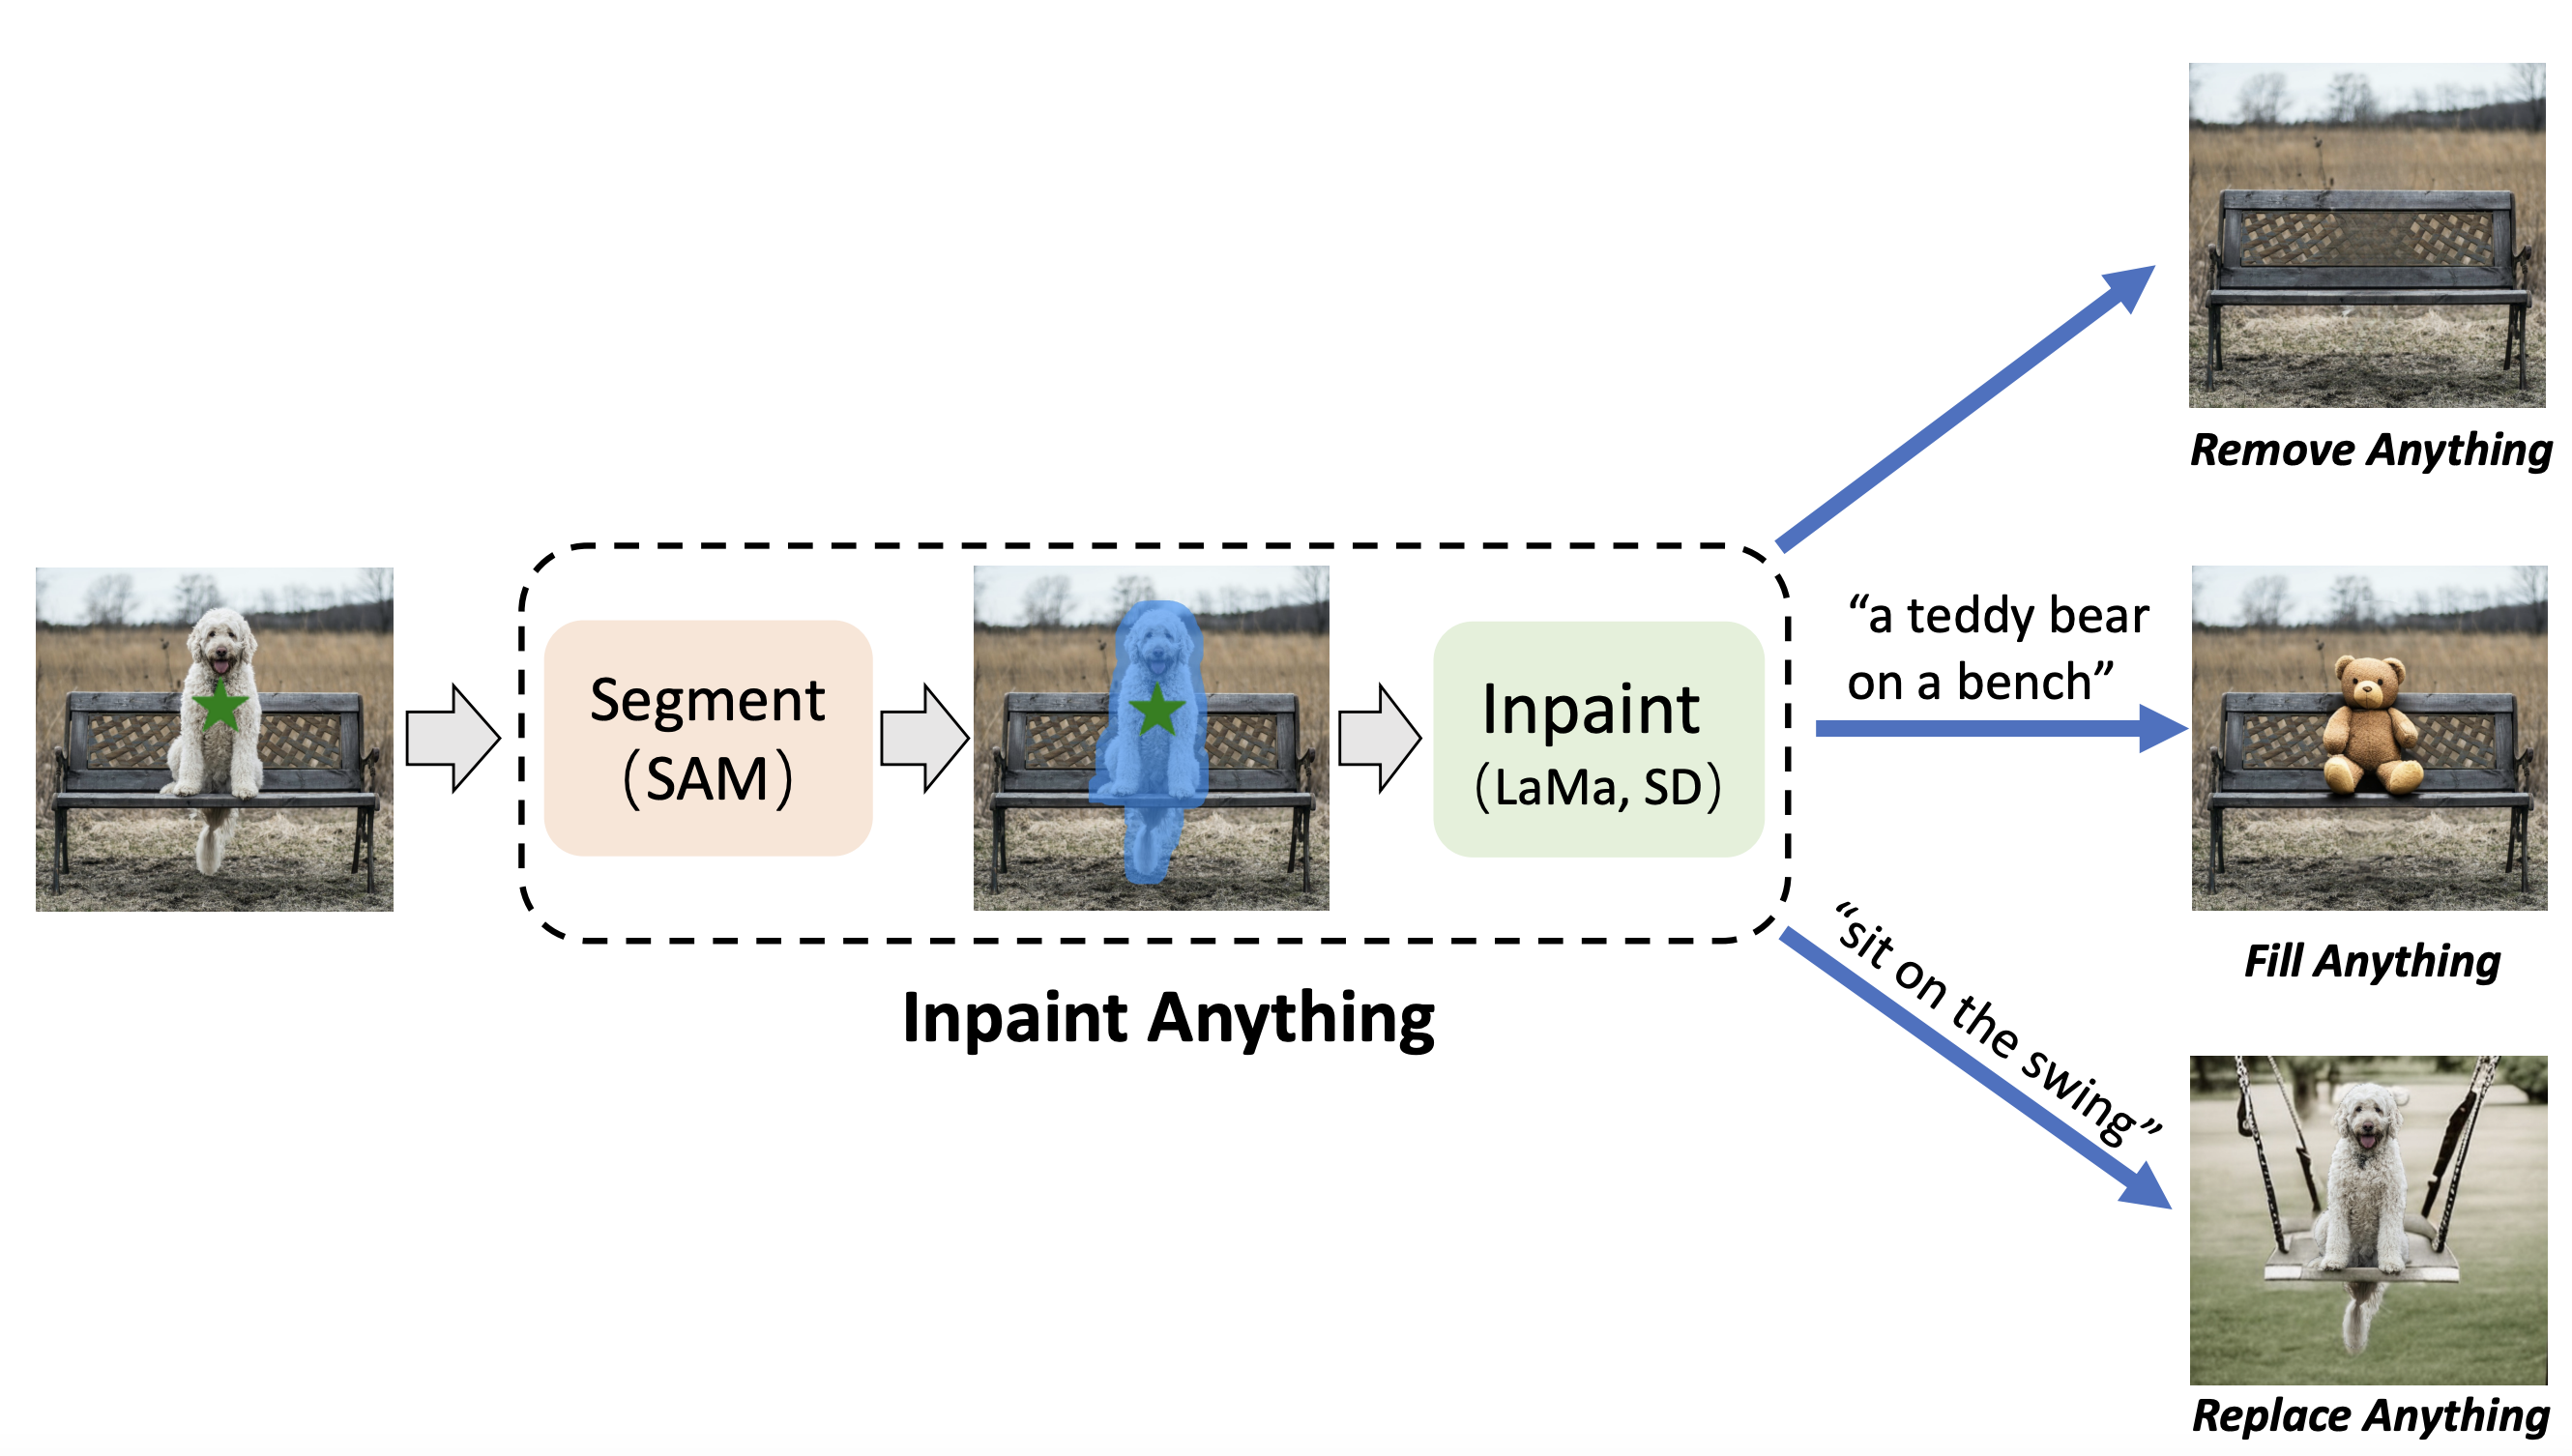 Remove Anything
Segment
(SAM)
Inpaint
(LaMa, SD)
“a teddy bear
on a bench”
Fill Anything
Inpaint Anything
“sit on the swing”
Replace Anything